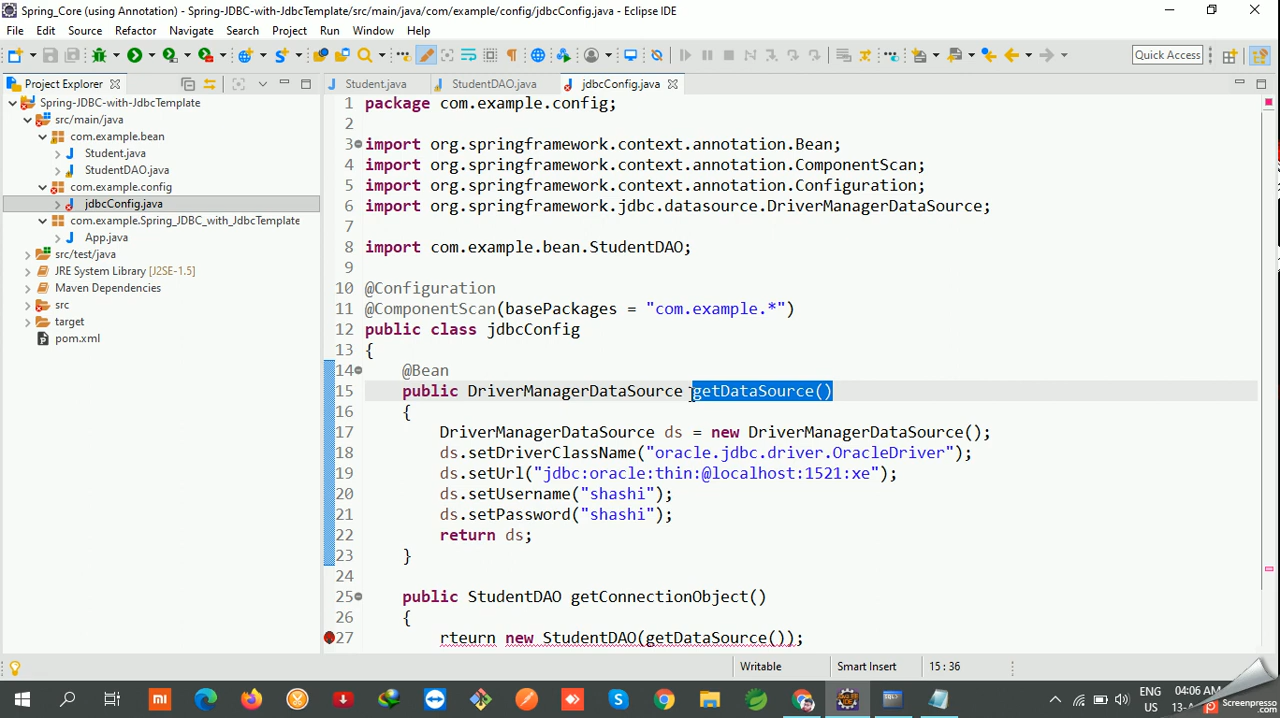 Spring_Core (using Annotation) - Spring-JDBC-with-JdbcTemplate/src/main/java/com/example/config/jdbcConfig.java - Eclipse IDE
File Edit Source Refactor Navigate Search Project Run Window Help
Quick Access
Project Explorer
Student.java StudentDAO.java jdbcConfig.java
Spring-JDBC-with-JdbcTemplate
src/main/java
com.example.bean
Student.java
StudentDAO.java
com.example.config
jdbcConfig.java
com.example.Spring_JDBC_with_JdbcTemplate
App.java
src/test/java
JRE System Library [J2SE-1.5]
Maven Dependencies
src
target
pom.xml
1 package com.example.config;
2
3 import org.springframework.context.annotation.Bean;
4 import org.springframework.context.annotation.ComponentScan;
5 import org.springframework.context.annotation.Configuration;
6 import org.springframework.jdbc.datasource.DriverManagerDataSource;
7
8 import com.example.bean.StudentDAO;
9
10 @Configuration
11 @ComponentScan(basePackages = "com.example.*")
12 public class jdbcConfig
13 {
14 @Bean
15 public DriverManagerDataSource getDataSource()
16 {
17 DriverManagerDataSource ds = new DriverManagerDataSource();
18 ds.setDriverClassName("oracle.jdbc.driver.OracleDriver");
19 ds.setUrl("jdbc:oracle:thin:@localhost:1521:xe");
20 ds.setUsername("shashi");
21 ds.setPassword("shashi");
22 return ds;
23 }
24
25 public StudentDAO getConnectionObject()
26 {
27 rteurn new StudentDAO(getDataSource());
Writable Smart Insert 15 : 36
ENG
US
04:06 AM
Screenpresso
.com